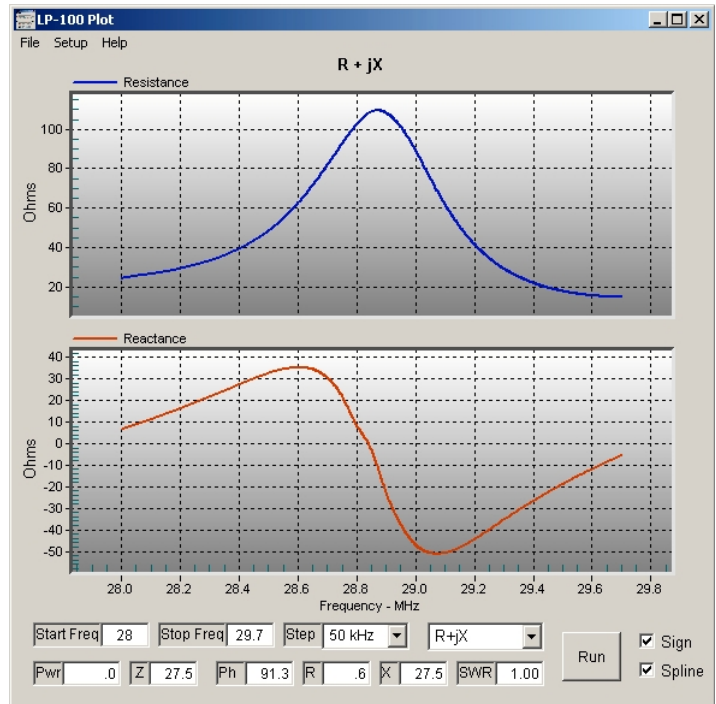 LP-100 Plot
File Setup Help
R + jX
Resistance
100
80
60
40
20
Ohms
Reactance
40
30
20
10
0
-10
-20
-30
-40
-50
Ohms
28.0 28.2 28.4 28.6 28.8 29.0 29.2 29.4 29.6 29.8
Frequency - MHz
Start Freq 28 Stop Freq 29.7 Step 50 kHz R+jX Run Sign
Pwr .0 Z 27.5 Ph 91.3 R .6 X 27.5 SWR 1.00 Spline